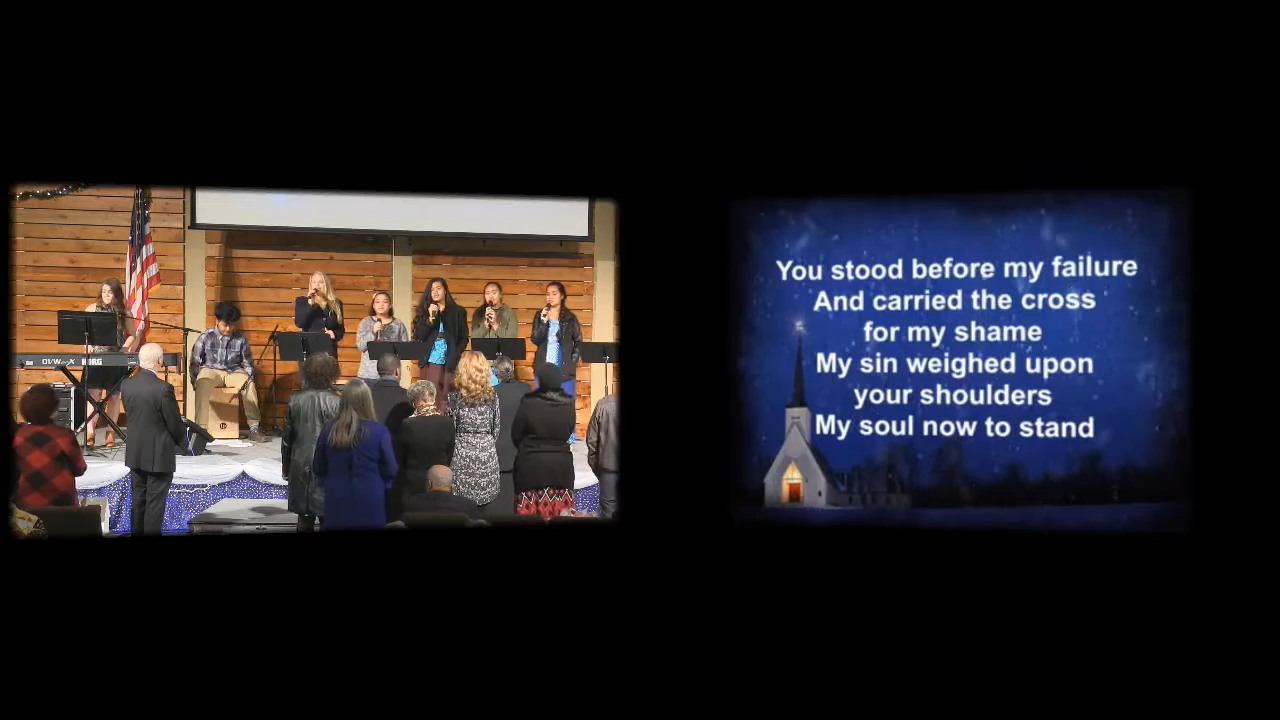 KORG
You stood before my failure
And carried the cross
for my shame
My sin weighed upon
your shoulders
My soul now to stand